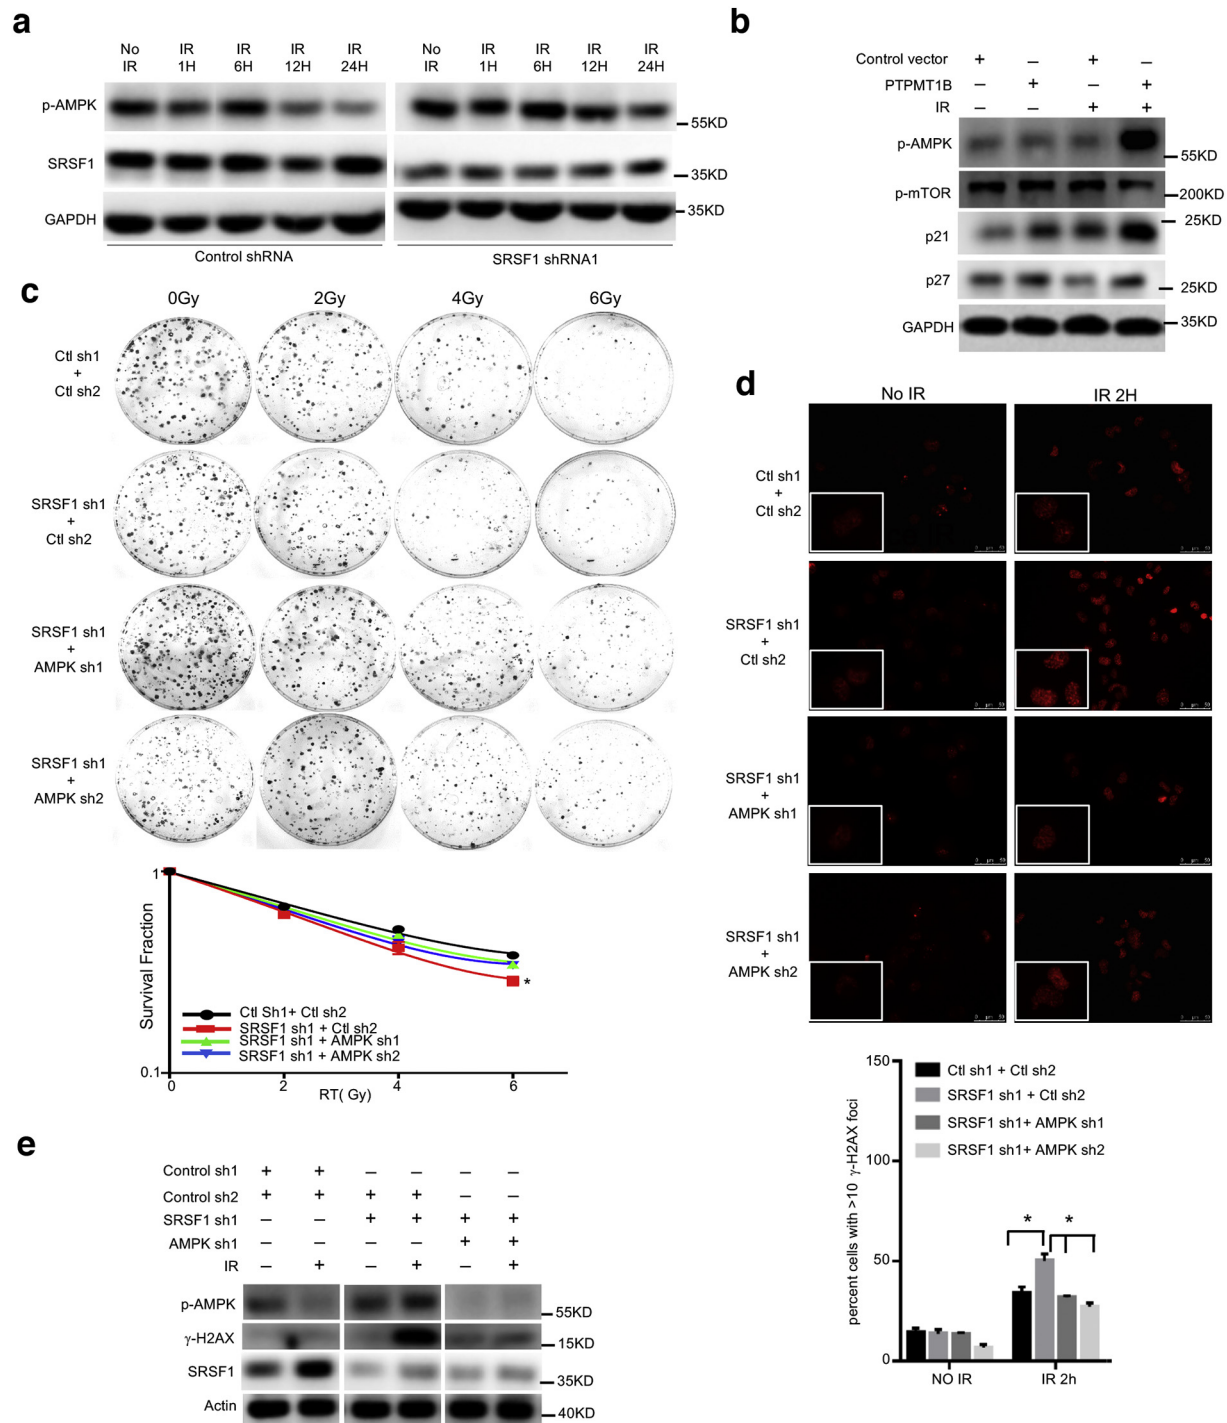 a
No IR IR IR IR No IR IR IR IR
IR 1H 6H 12H 24H IR 1H 6H 12H 24H
p-AMPK
55KD
SRSF1
35KD
GAPDH
35KD
Control shRNA SRSF1 shRNA1
b
Control vector + – + –
PTPMT1B – + – +
IR – – + +
p-AMPK
55KD
p-mTOR
200KD
25KD
p21
p27
25KD
GAPDH
35KD
c
0Gy 2Gy 4Gy 6Gy
Ctl sh1
+
Ctl sh2
SRSF1 sh1
+
Ctl sh2
SRSF1 sh1
+
AMPK sh1
SRSF1 sh1
+
AMPK sh2
1
Survival Fraction
0.1
*
Ctl Sh1+ Ctl sh2
SRSF1 sh1 + Ctl sh2
SRSF1 sh1 + AMPK sh1
SRSF1 sh1 + AMPK sh2
0 2 4 6
RT( Gy)
d
No IR IR 2H
Ctl sh1
+
Ctl sh2
SRSF1 sh1
+
Ctl sh2
SRSF1 sh1
+
AMPK sh1
SRSF1 sh1
+
AMPK sh2
150
100
50
0
percent cells with >10 γ-H2AX foci
Ctl sh1 + Ctl sh2
SRSF1 sh1 + Ctl sh2
SRSF1 sh1+ AMPK sh1
SRSF1 sh1+ AMPK sh2
* *
NO IR IR 2h
e
Control sh1 + + – – – –
Control sh2 + + + + – –
SRSF1 sh1 – – + + + +
AMPK sh1 – – – – + +
IR – + – + – +
p-AMPK
55KD
γ-H2AX
15KD
SRSF1
35KD
Actin
40KD